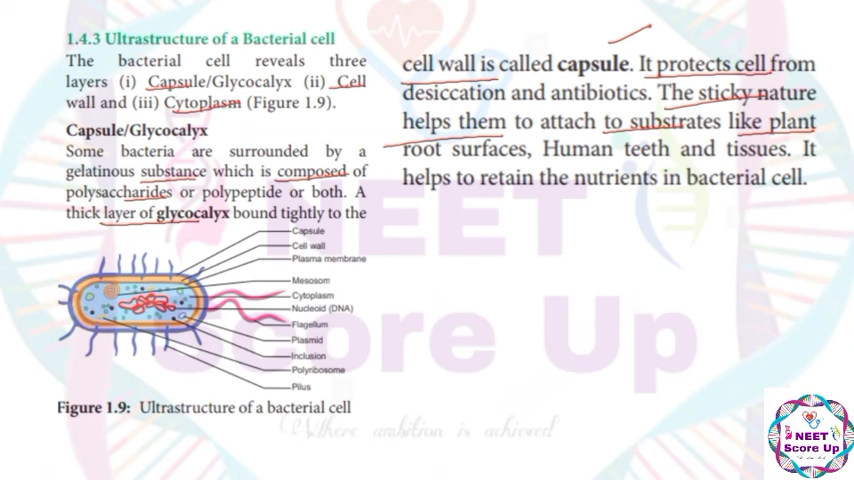 1.4.3 Ultrastructure of a Bacterial cell
The bacterial cell reveals three
layers (i) Capsule/Glycocalyx (ii) Cell
wall and (iii) Cytoplasm (Figure 1.9).
Capsule/Glycocalyx
Some bacteria are surrounded by a
gelatinous substance which is composed of
polysaccharides or polypeptide or both. A
thick layer of glycocalyx bound tightly to the
cell wall is called capsule. It protects cell from
desiccation and antibiotics. The sticky nature
helps them to attach to substrates like plant
root surfaces, Human teeth and tissues. It
helps to retain the nutrients in bacterial cell.
Capsule
Cell wall
Plasma membrane
Mesosom
Cytoplasm
Nucleoid (DNA)
Flagellum
Plasmid
Inclusion
Polyribosome
Pilus
Figure 1.9: Ultrastructure of a bacterial cell
NEET
Score Up
Where ambition is achieved
NEET
Score Up